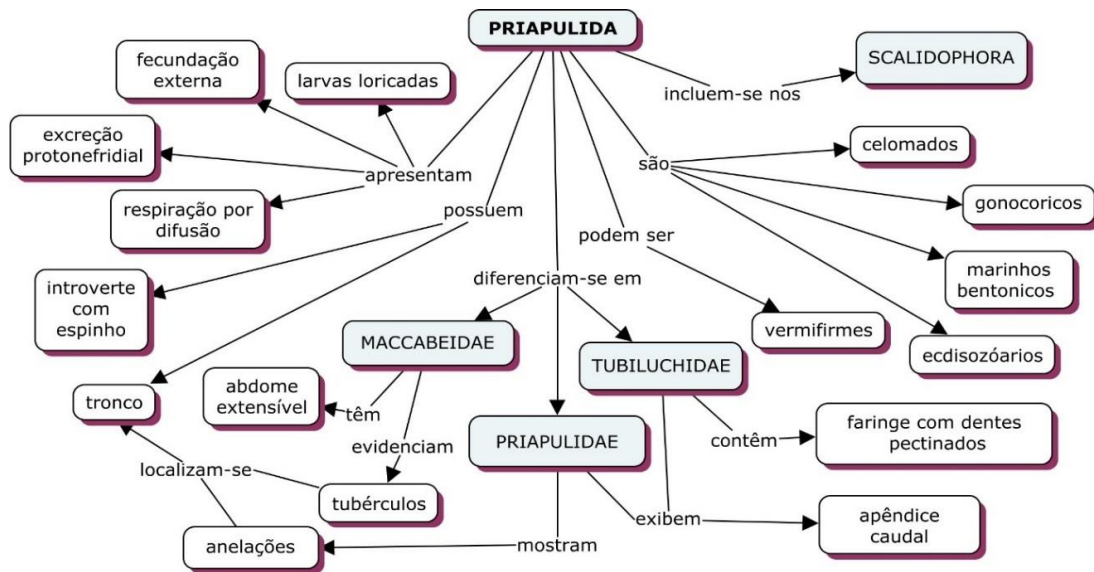 PRIAPULIDA
SCALIDOPHORA
fecundação
externa
larvas loricadas
incluem-se nos
excreção
protonefridial
celomados
são
apresentam
gonocoricos
respiração por
difusão
possuem
podem ser
marinhos
bentonicos
diferenciam-se em
introverte
com
espinho
vermifirmes
MACCABEIDAE
ecdisozóarios
TUBILUCHIDAE
abdome
extensível
tronco
têm
faringe com dentes
pectinados
contêm
PRIAPULIDAE
evidenciam
localizam-se
tubérculos
exibem
apêndice
caudal
anelações
mostram